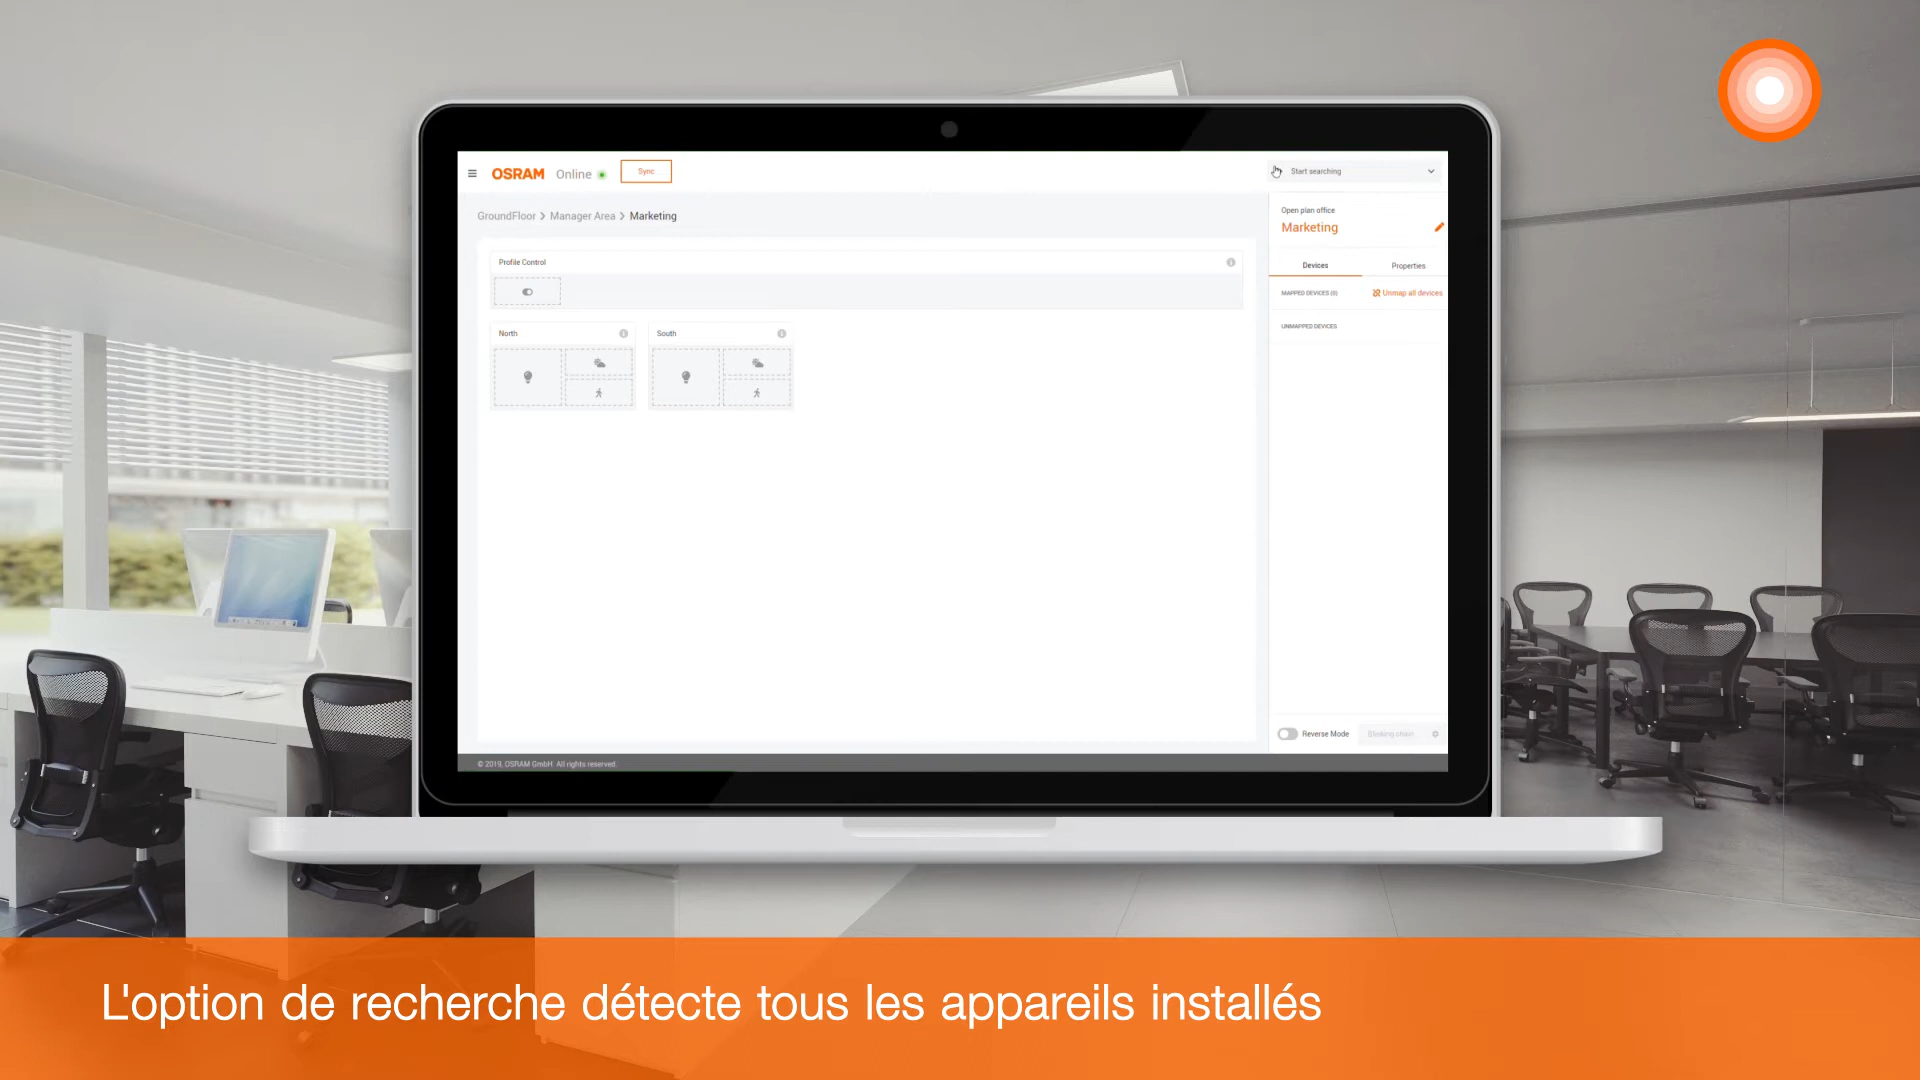 OSRAM Online Sync
Start searching
GroundFloor > Manager Area > Marketing
Open plan office
Marketing
Profile Control
Devices Properties
MAPPED DEVICES (0) Unmap all devices
North
South
UNMAPPED DEVICES
Reverse Mode Blinking chain
© 2019, OSRAM GmbH. All rights reserved.
L'option de recherche détecte tous les appareils installés